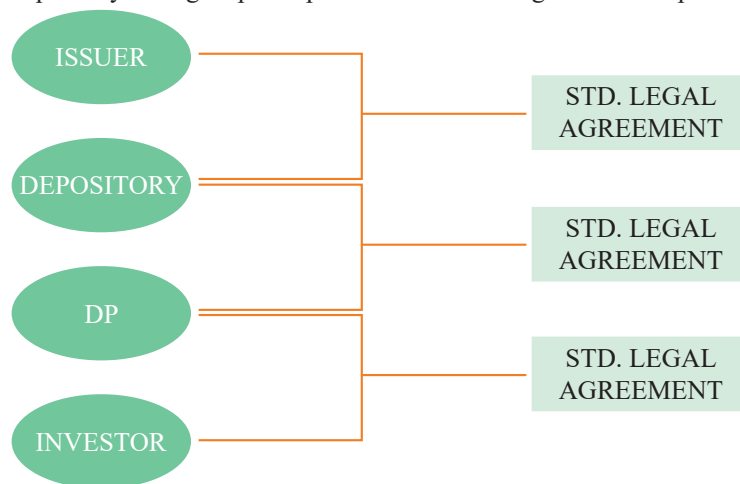 ISSUER
STD. LEGAL
AGREEMENT
DEPOSITORY
STD. LEGAL
AGREEMENT
DP
STD. LEGAL
AGREEMENT
INVESTOR